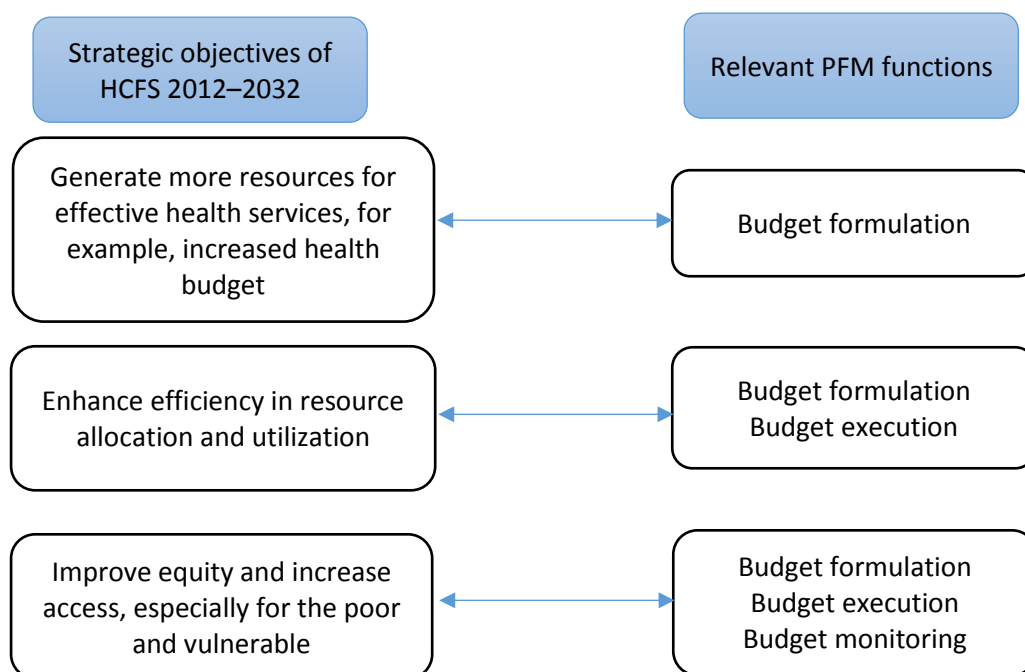 Strategic objectives of
HCFS 2012–2032
Relevant PFM functions
Generate more resources for
effective health services, for
example, increased health
budget
Budget formulation
Enhance efficiency in resource
allocation and utilization
Budget formulation
Budget execution
Improve equity and increase
access, especially for the poor
and vulnerable
Budget formulation
Budget execution
Budget monitoring